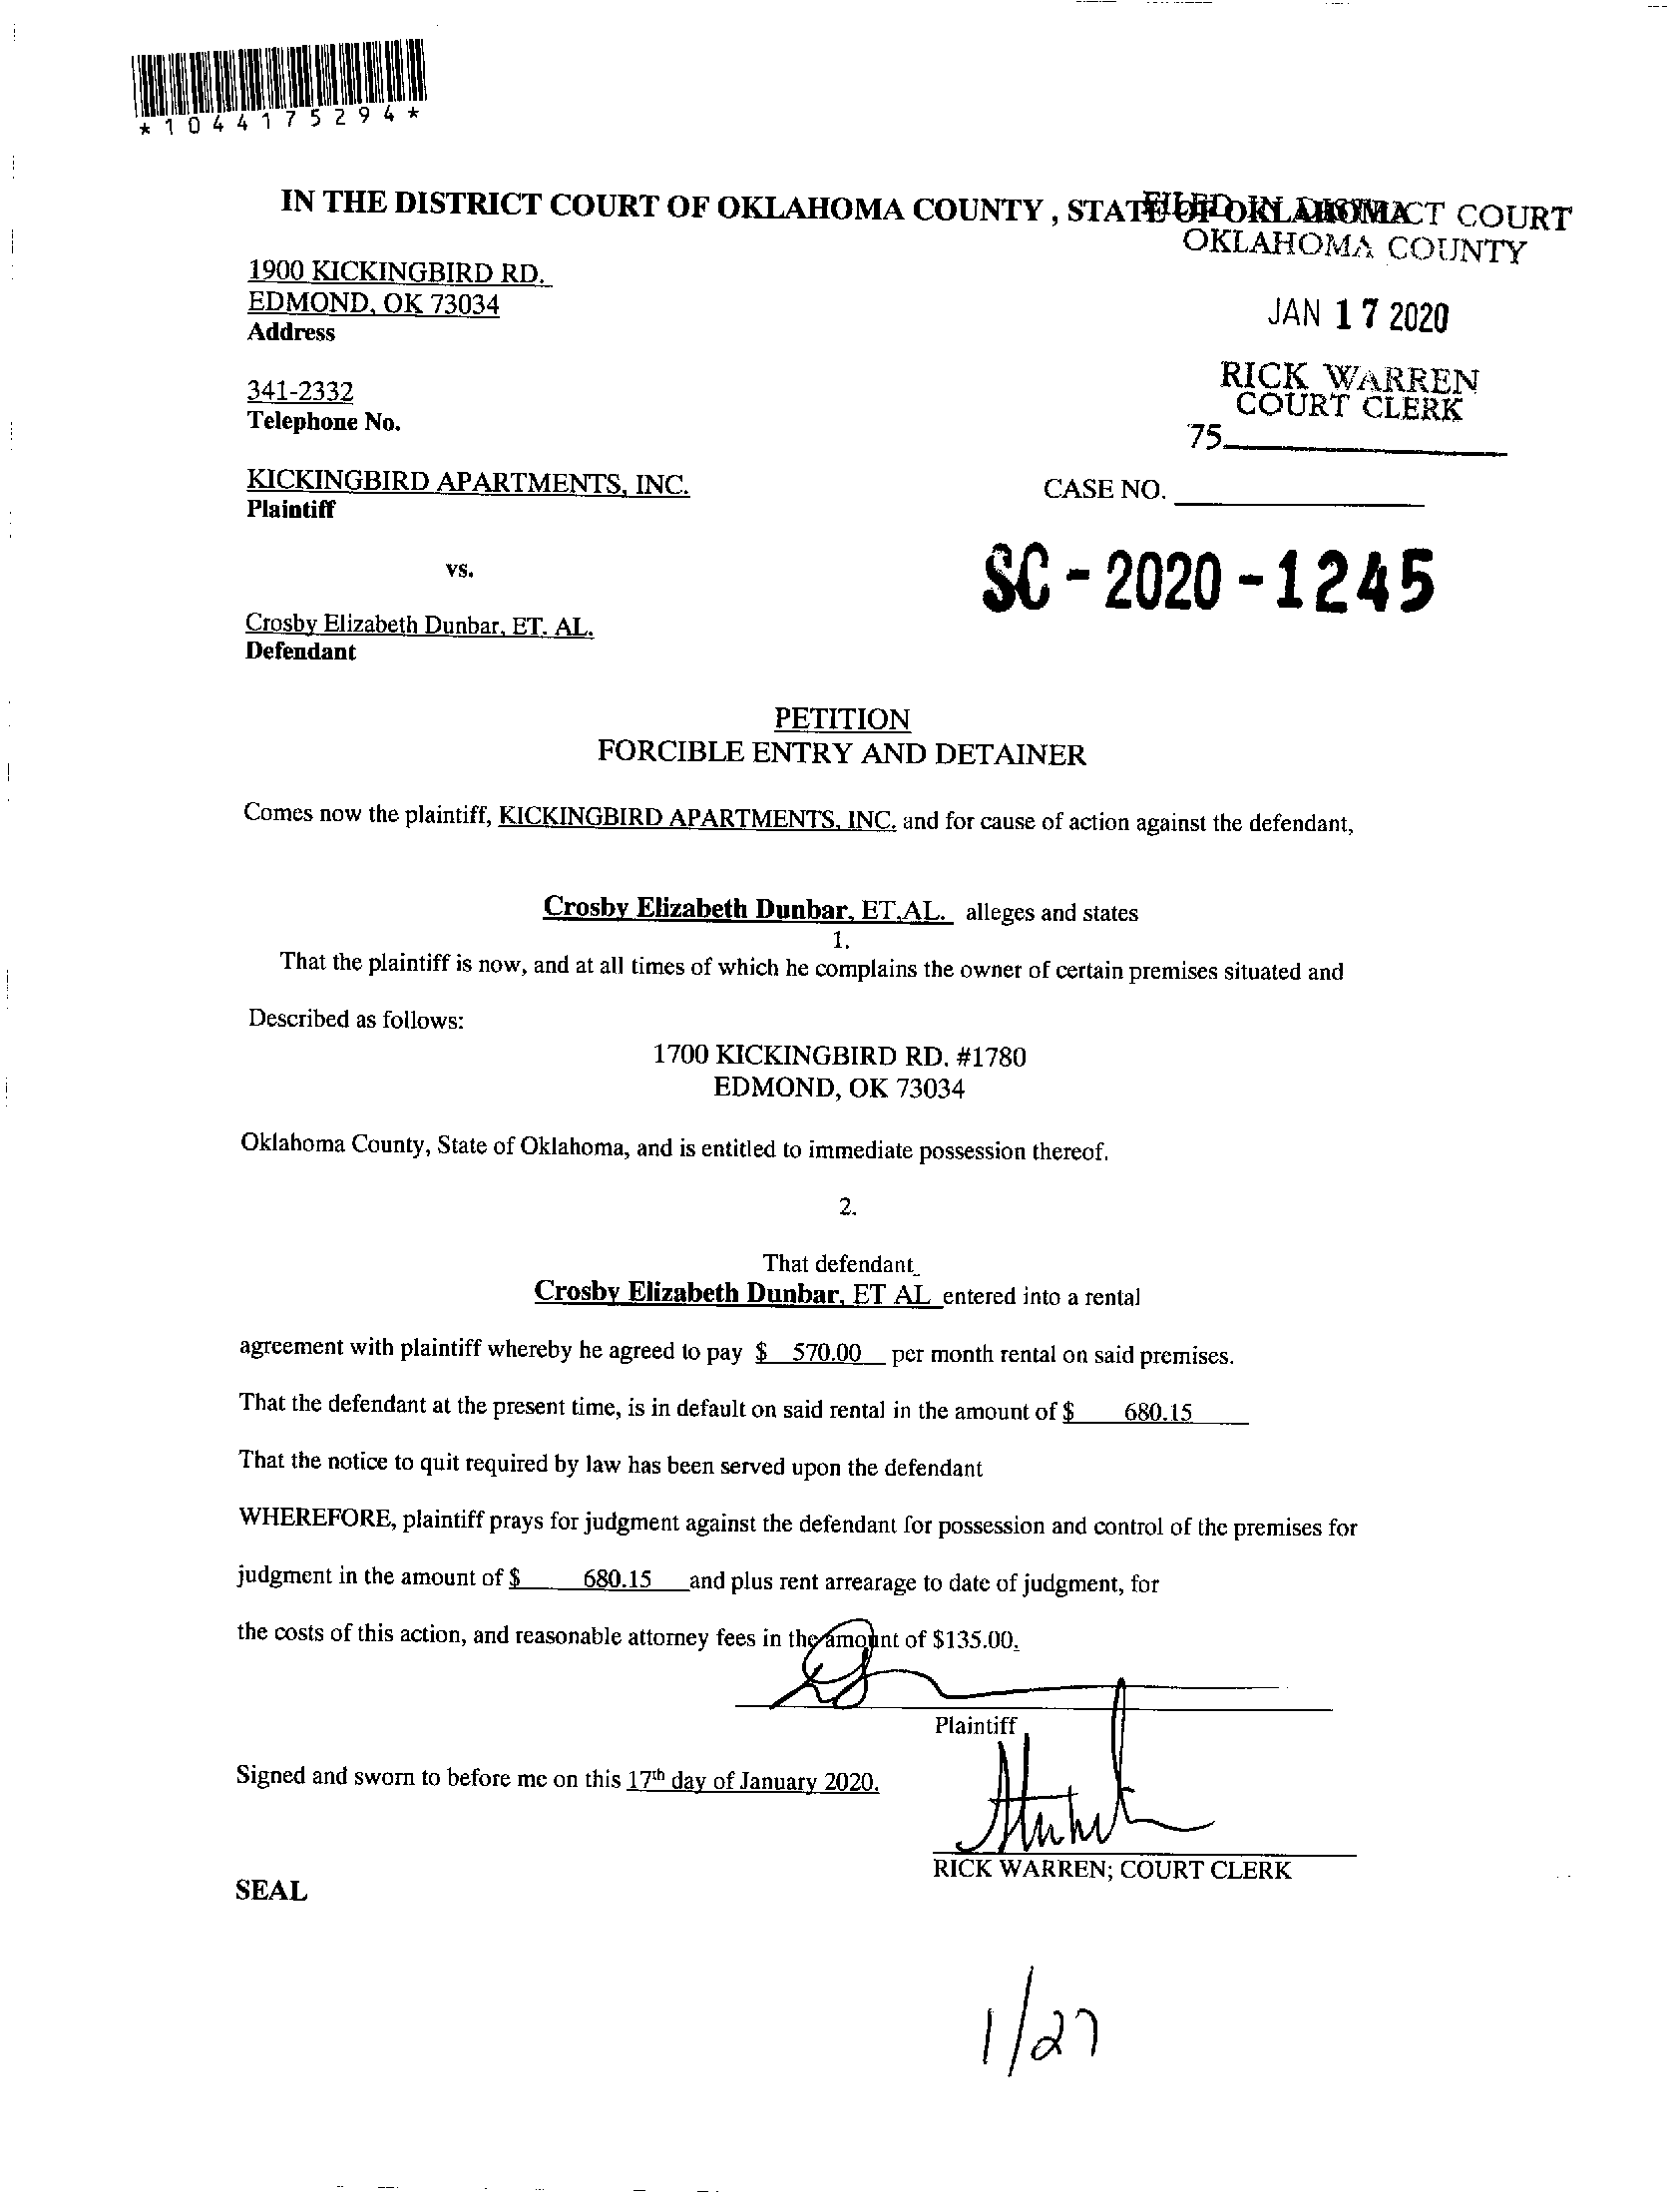 *1044175294*
IN THE DISTRICT COURT OF OKLAHOMA COUNTY , STATE OF OKLAHOMA
FILED IN DISTRICT COURT
OKLAHOMA COUNTY
1900 KICKINGBIRD RD.
EDMOND, OK 73034
Address
JAN 17 2020
RICK WARREN
COURT CLERK
341-2332
Telephone No.
75
KICKINGBIRD APARTMENTS, INC.
Plaintiff
CASE NO.
vs.
SC - 2020 - 1245
Crosby Elizabeth Dunbar, ET. AL.
Defendant
PETITION
FORCIBLE ENTRY AND DETAINER
Comes now the plaintiff, KICKINGBIRD APARTMENTS, INC. and for cause of action against the defendant,
Crosby Elizabeth Dunbar, ET,AL. alleges and states
1.
That the plaintiff is now, and at all times of which he complains the owner of certain premises situated and
Described as follows:
1700 KICKINGBIRD RD. #1780
EDMOND, OK 73034
Oklahoma County, State of Oklahoma, and is entitled to immediate possession thereof.
2.
That defendant
Crosby Elizabeth Dunbar, ET AL entered into a rental
agreement with plaintiff whereby he agreed to pay $ 570.00 per month rental on said premises.
That the defendant at the present time, is in default on said rental in the amount of $ 680.15
That the notice to quit required by law has been served upon the defendant
WHEREFORE, plaintiff prays for judgment against the defendant for possession and control of the premises for
judgment in the amount of $ 680.15 and plus rent arrearage to date of judgment, for
the costs of this action, and reasonable attorney fees in the amount of $135.00.
Plaintiff
Signed and sworn to before me on this 17th day of January 2020.
RICK WARREN; COURT CLERK
SEAL
1/27